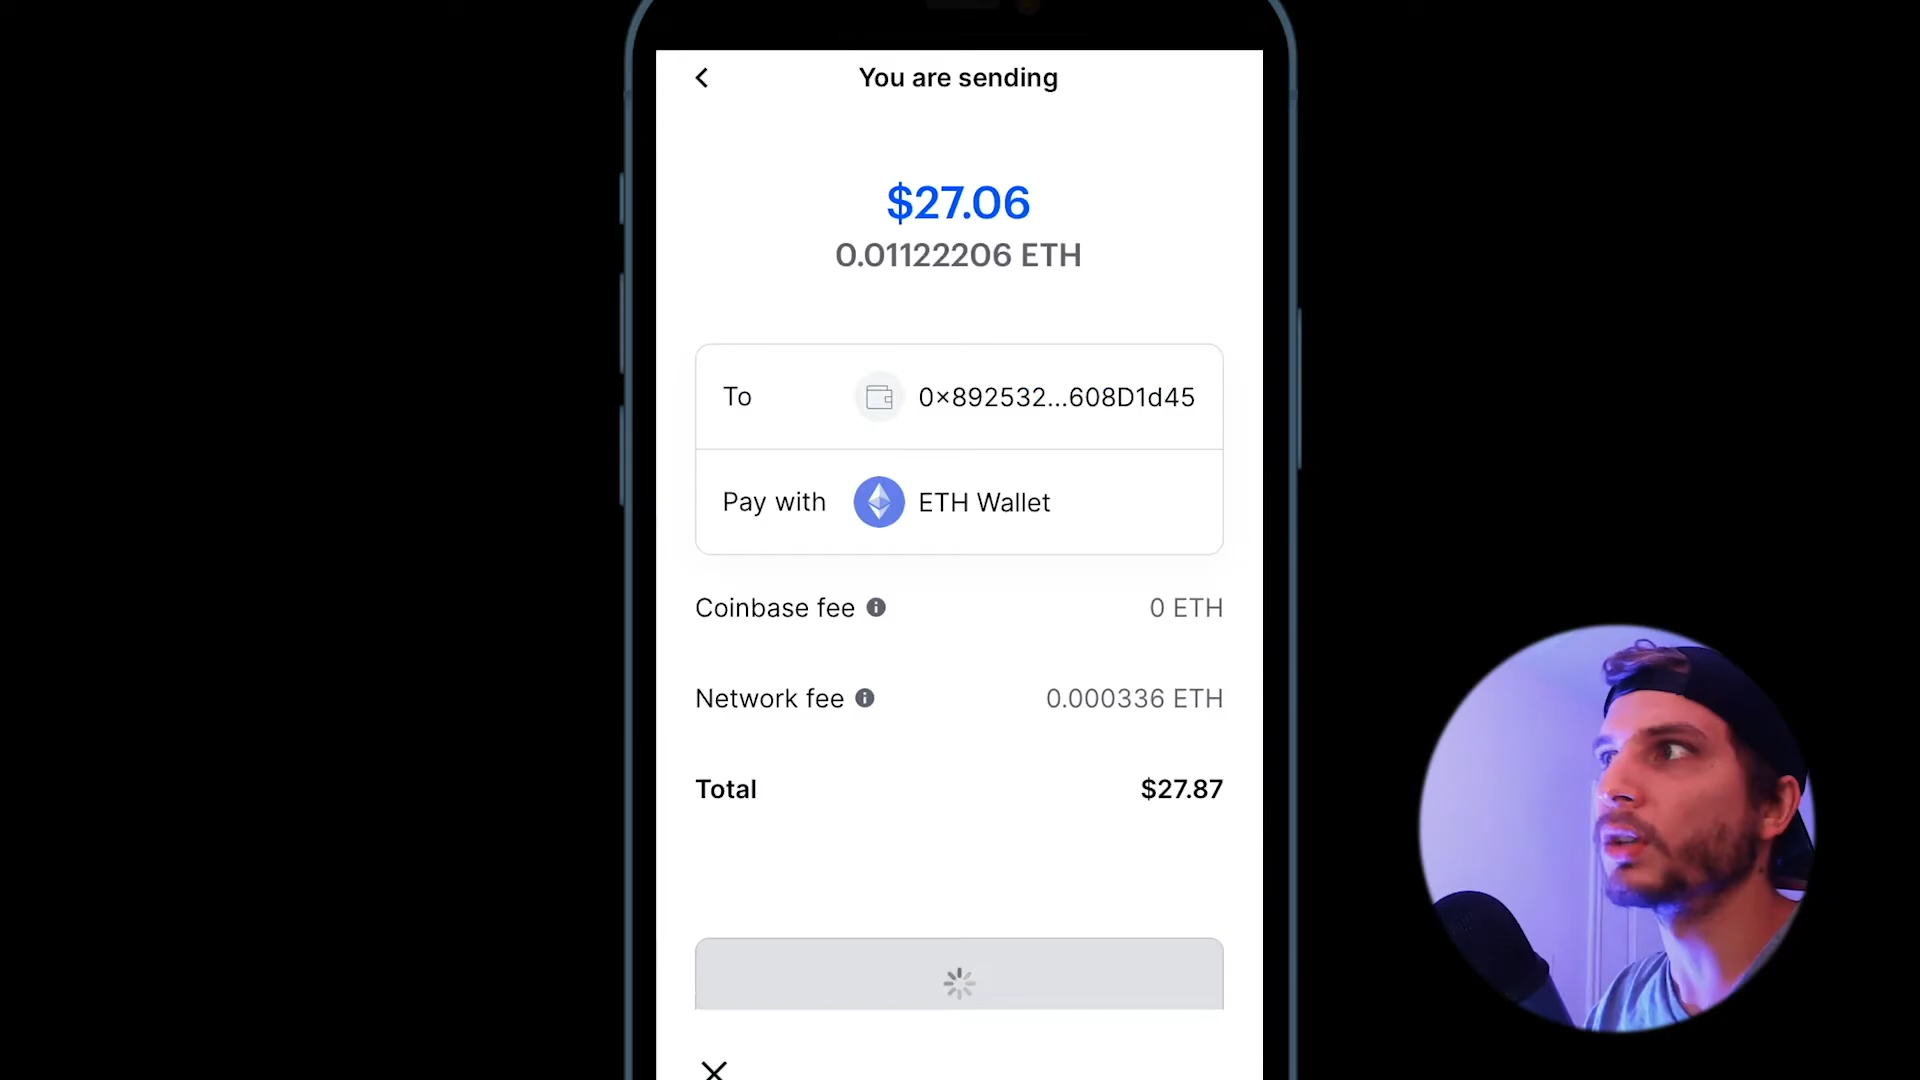 You are sending
$27.06
0.01122206 ETH
To 0×892532...608D1d45
Pay with ETH Wallet
Coinbase fee 0 ETH
Network fee 0.000336 ETH
Total $27.87